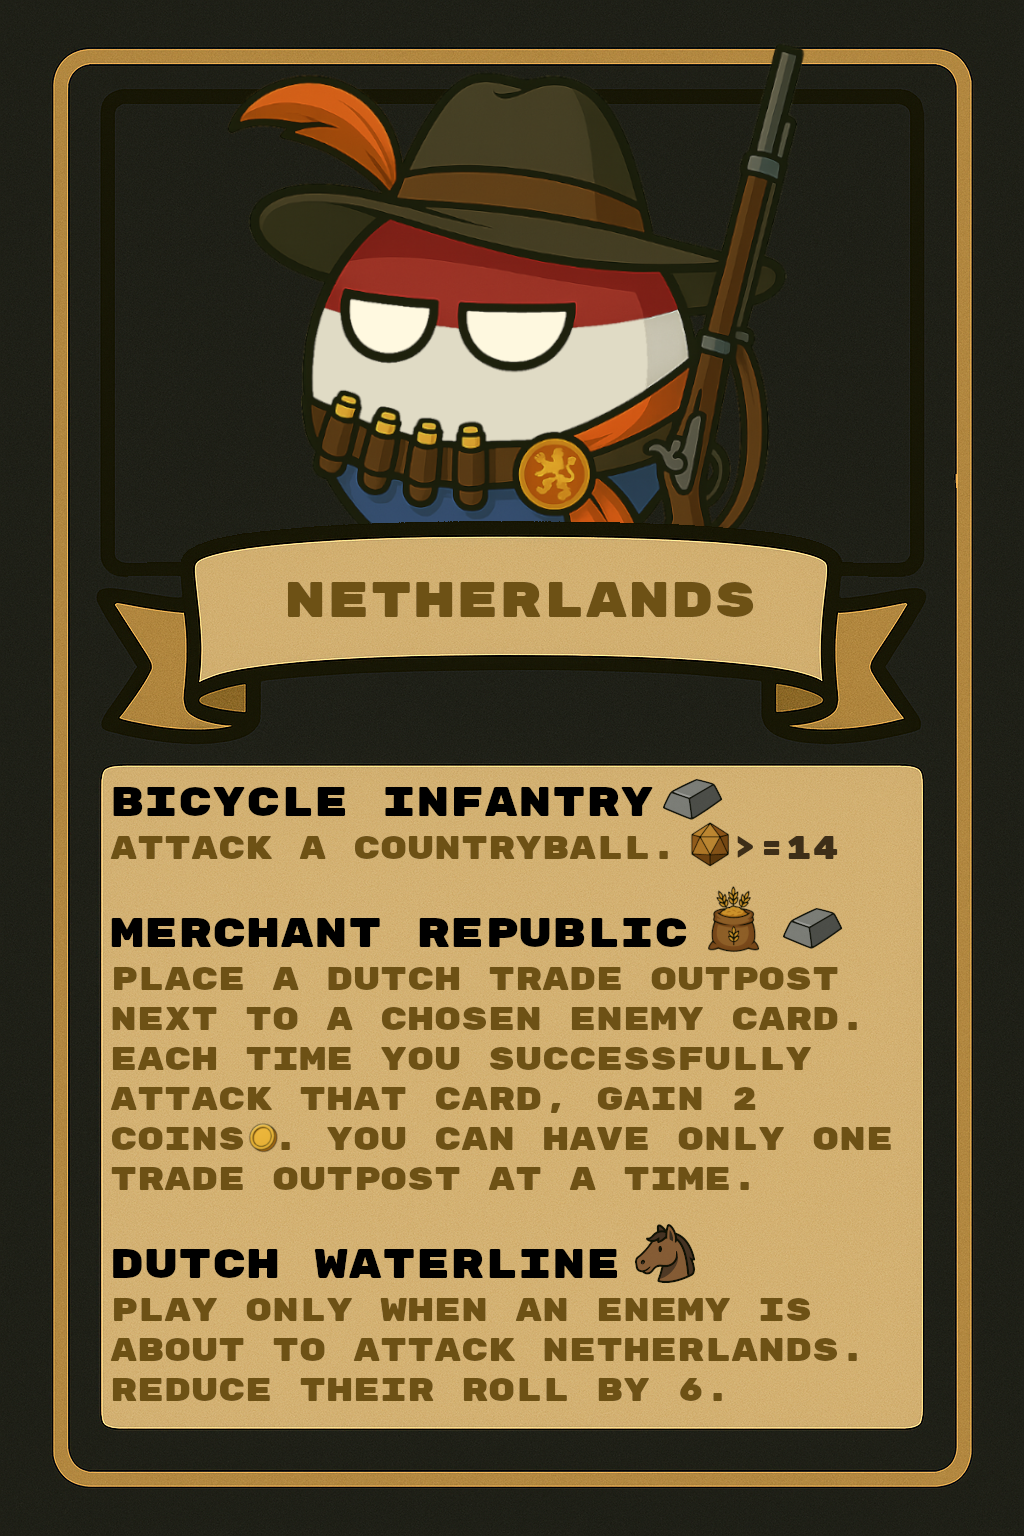 NETHERLANDS
BICYCLE INFANTRY
ATTACK A COUNTRYBALL. >=14
MERCHANT REPUBLIC
PLACE A DUTCH TRADE OUTPOST
NEXT TO A CHOSEN ENEMY CARD.
EACH TIME YOU SUCCESSFULLY
ATTACK THAT CARD, GAIN 2
COINS. YOU CAN HAVE ONLY ONE
TRADE OUTPOST AT A TIME.
DUTCH WATERLINE
PLAY ONLY WHEN AN ENEMY IS
ABOUT TO ATTACK NETHERLANDS.
REDUCE THEIR ROLL BY 6.